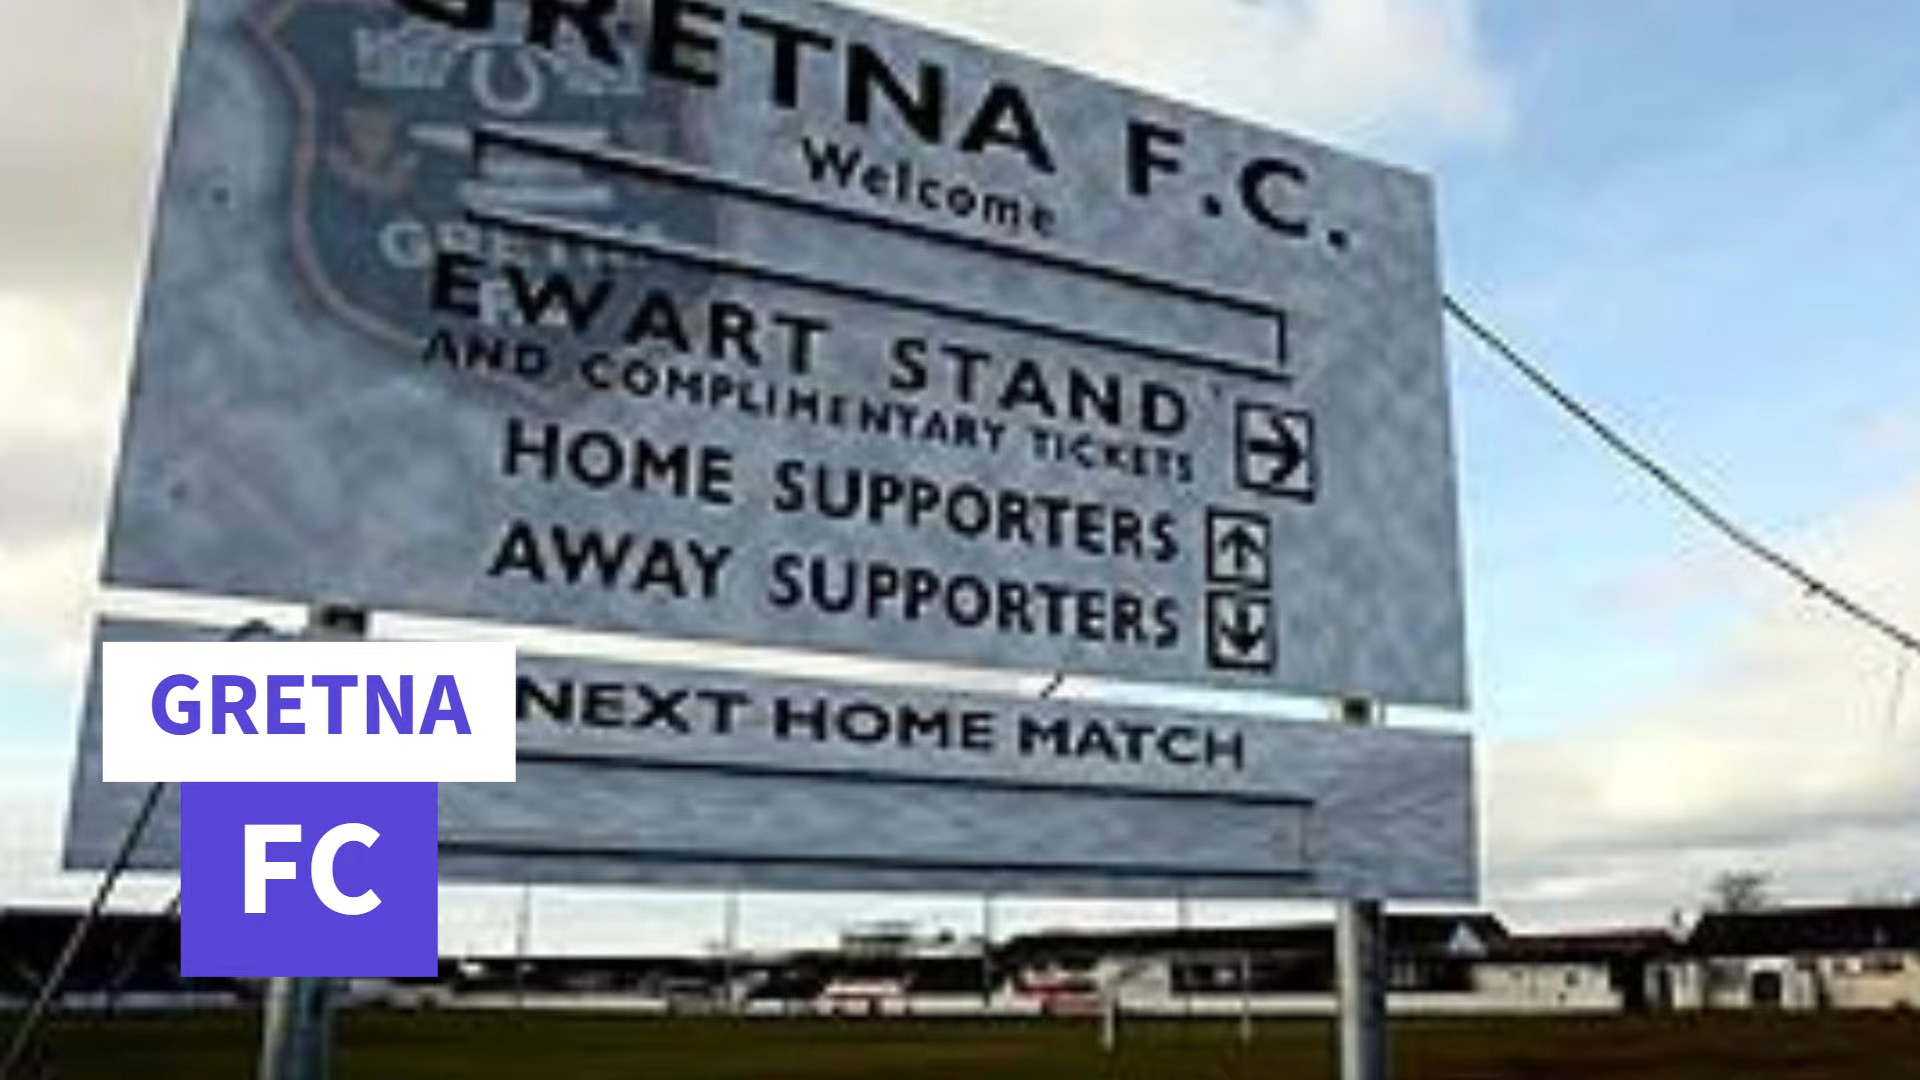 GRETNA F.C.
Welcome
EWART STAND
AND COMPLIMENTARY TICKETS
HOME SUPPORTERS
AWAY SUPPORTERS
NEXT HOME MATCH
GRETNA
FC